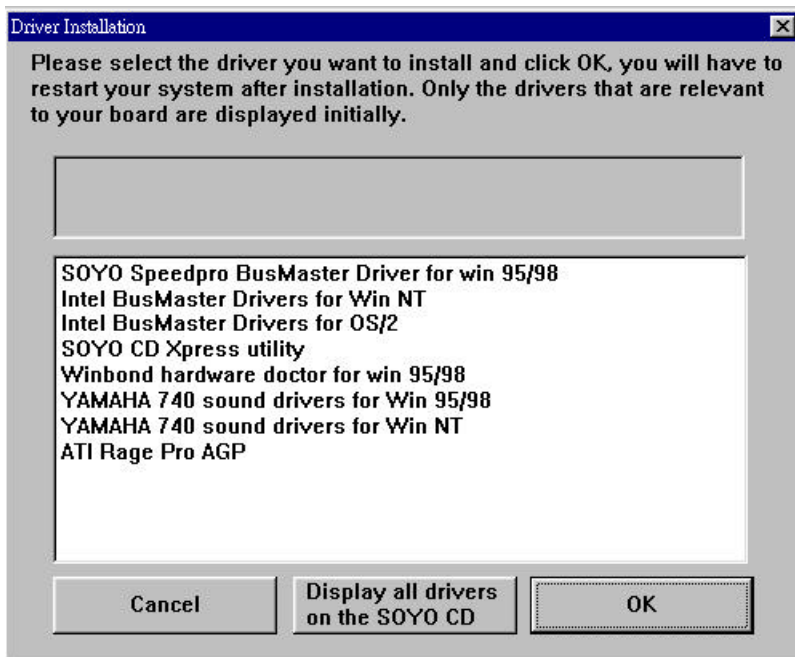 Driver Installation
Please select the driver you want to install and click OK, you will have to
restart your system after installation. Only the drivers that are relevant
to your board are displayed initially.
SOYO Speedpro BusMaster Driver for win 95/98
Intel BusMaster Drivers for Win NT
Intel BusMaster Drivers for OS/2
SOYO CD Xpress utility
Winbond hardware doctor for win 95/98
YAMAHA 740 sound drivers for Win 95/98
YAMAHA 740 sound drivers for Win NT
ATI Rage Pro AGP
Cancel
Display all drivers
on the SOYO CD
OK